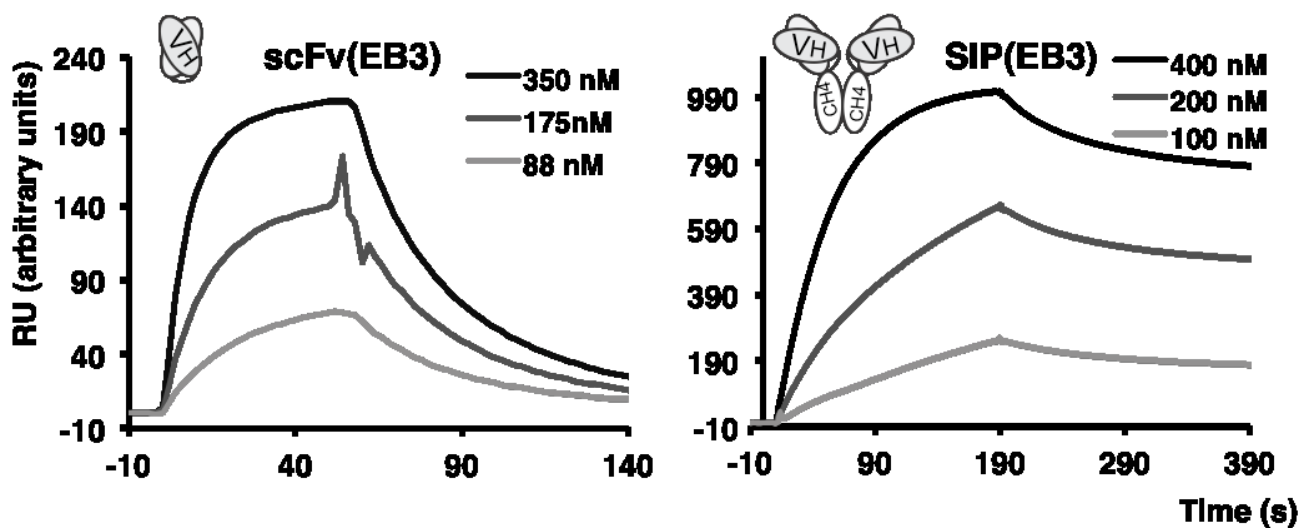 VH
scFv(EB3)
350 nM
175nM
88 nM
RU (arbitrary units)
240
190
140
90
40
-10
-10 40 90 140
VH VH
CH4 CH4
SIP(EB3)
400 nM
200 nM
100 nM
990
790
590
390
190
-10
-10 90 190 290 390
Time (s)